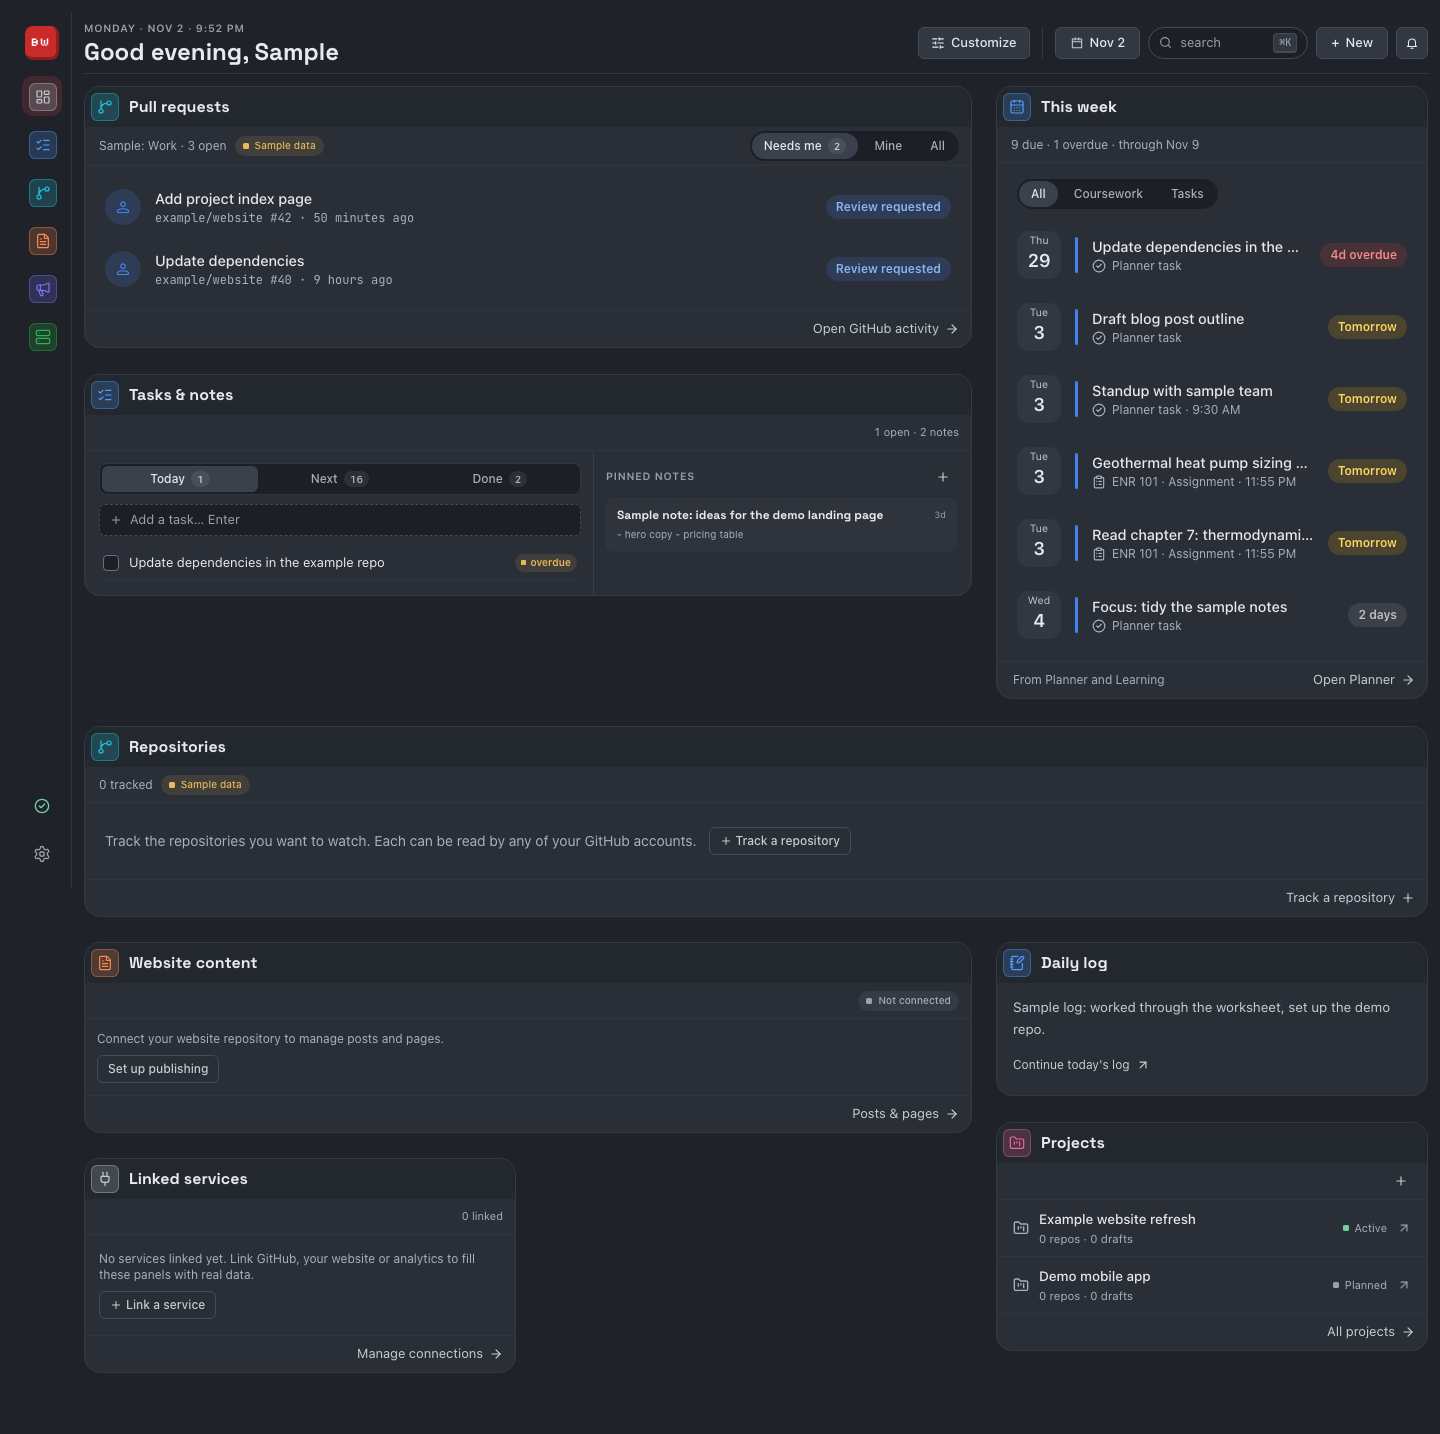 BW
MONDAY · NOV 2 · 9:52 PM
Good evening, Sample
Customize
Nov 2
search
⌘K
+ New
Pull requests
Sample: Work · 3 open
Sample data
Needs me 2
Mine
All
Add project index page
example/website #42 · 50 minutes ago
Review requested
Update dependencies
example/website #40 · 9 hours ago
Review requested
Open GitHub activity →
Tasks & notes
1 open · 2 notes
Today 1
Next 16
Done 2
+ Add a task... Enter
Update dependencies in the example repo
overdue
PINNED NOTES
+
Sample note: ideas for the demo landing page
3d
- hero copy - pricing table
This week
9 due · 1 overdue · through Nov 9
All
Coursework
Tasks
Thu
29
Update dependencies in the ...
Planner task
4d overdue
Tue
3
Draft blog post outline
Planner task
Tomorrow
Tue
3
Standup with sample team
Planner task · 9:30 AM
Tomorrow
Tue
3
Geothermal heat pump sizing ...
ENR 101 · Assignment · 11:55 PM
Tomorrow
Tue
3
Read chapter 7: thermodynami...
ENR 101 · Assignment · 11:55 PM
Tomorrow
Wed
4
Focus: tidy the sample notes
Planner task
2 days
From Planner and Learning
Open Planner →
Repositories
0 tracked
Sample data
Track the repositories you want to watch. Each can be read by any of your GitHub accounts.
+ Track a repository
Track a repository +
Website content
Not connected
Connect your website repository to manage posts and pages.
Set up publishing
Posts & pages →
Daily log
Sample log: worked through the worksheet, set up the demo
repo.
Continue today's log
Linked services
0 linked
No services linked yet. Link GitHub, your website or analytics to fill
these panels with real data.
+ Link a service
Manage connections →
Projects
+
Example website refresh
0 repos · 0 drafts
Active
Demo mobile app
0 repos · 0 drafts
Planned
All projects →